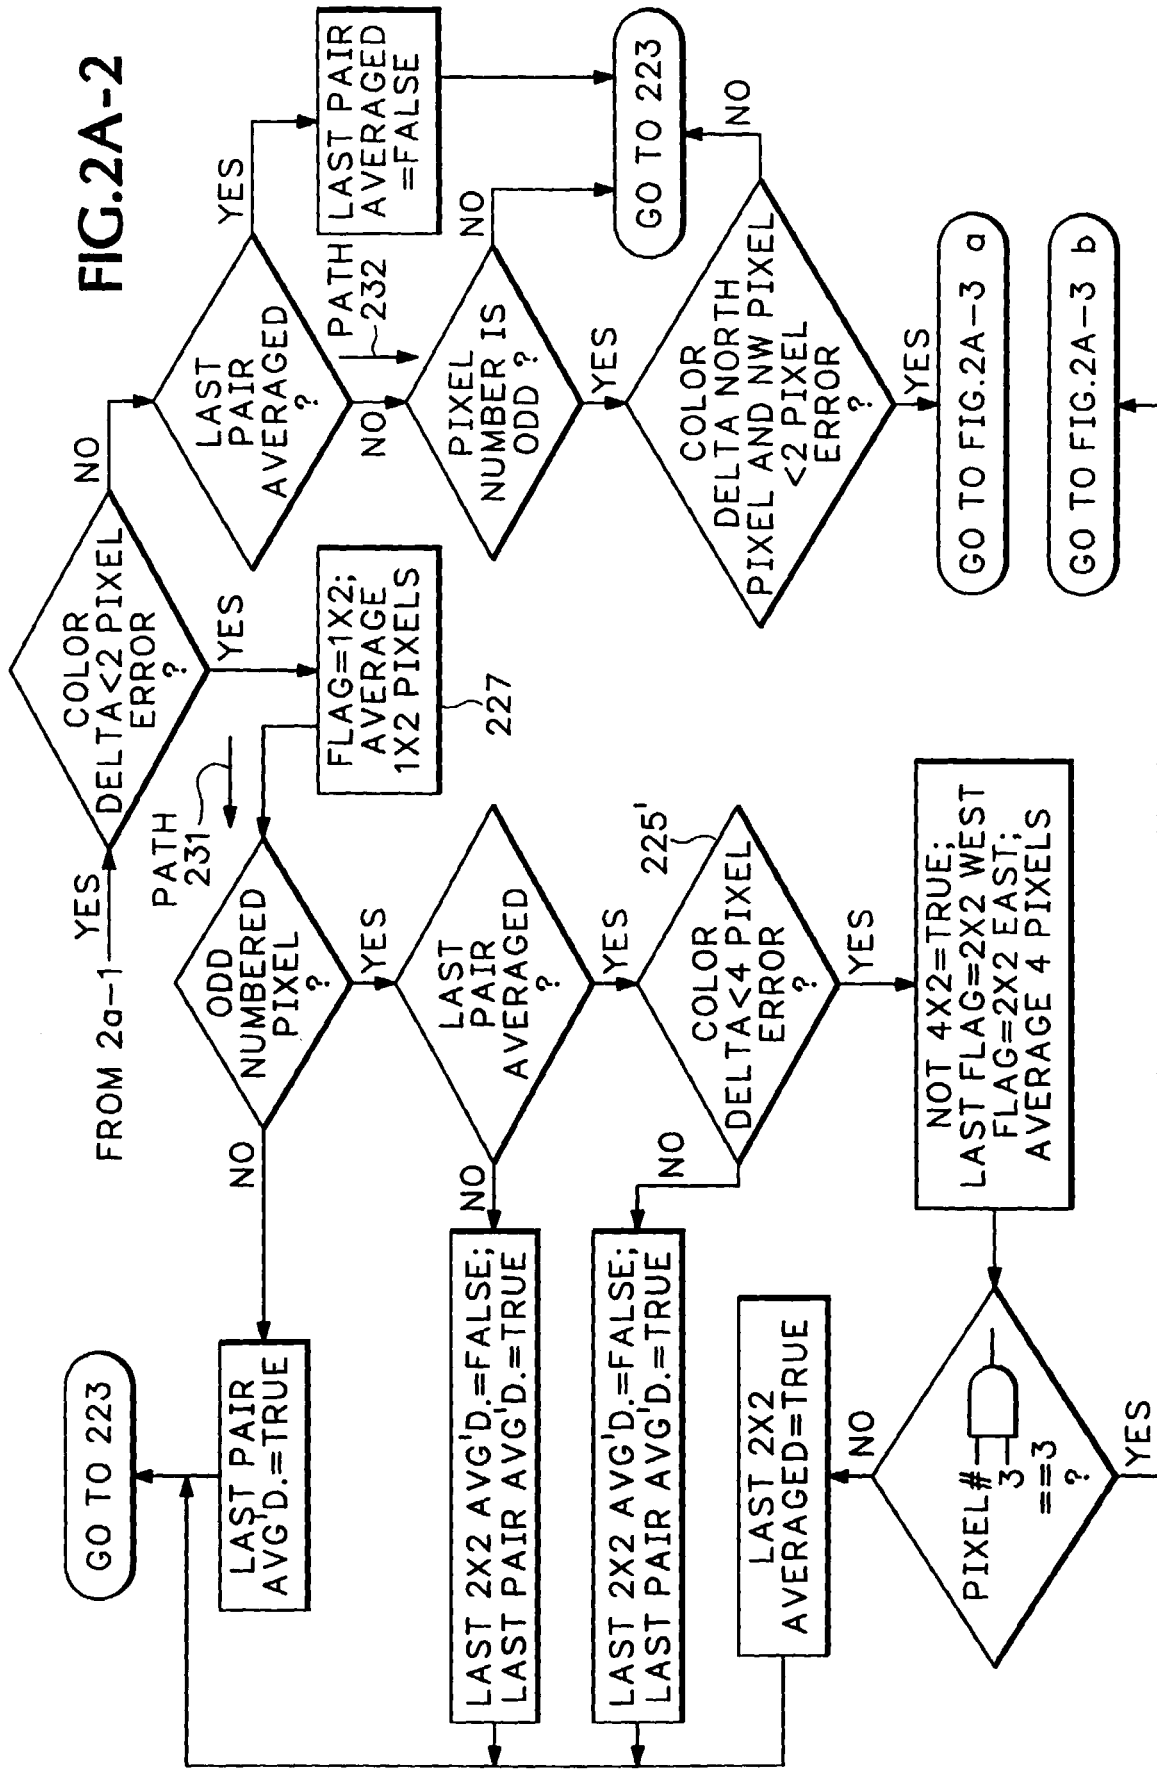 FIG.2A-2
FROM 2a-1
YES
COLOR
DELTA<2 PIXEL
ERROR
?
NO
YES
LAST
PAIR
AVERAGED
?
YES
LAST PAIR
AVERAGED
=FALSE
NO
PATH
232
PIXEL
NUMBER IS
ODD ?
NO
GO TO 223
YES
COLOR
DELTA NORTH
PIXEL AND NW PIXEL
<2 PIXEL
ERROR
?
NO
YES
GO TO FIG.2A-3 a
GO TO FIG.2A-3 b
FLAG=1X2;
AVERAGE
1X2 PIXELS
227
PATH
231
ODD
NUMBERED
PIXEL
?
NO
YES
LAST PAIR
AVG'D.=TRUE
GO TO 223
LAST
PAIR
AVERAGED
?
NO
YES
LAST 2X2 AVG'D.=FALSE;
LAST PAIR AVG'D.=TRUE
225'
COLOR
DELTA<4 PIXEL
ERROR
?
NO
YES
LAST 2X2 AVG'D.=FALSE;
LAST PAIR AVG'D.=TRUE
NOT 4X2=TRUE;
LAST FLAG=2X2 WEST
FLAG=2X2 EAST;
AVERAGE 4 PIXELS
PIXEL#
3
==3
?
NO
YES
LAST 2X2
AVERAGED=TRUE